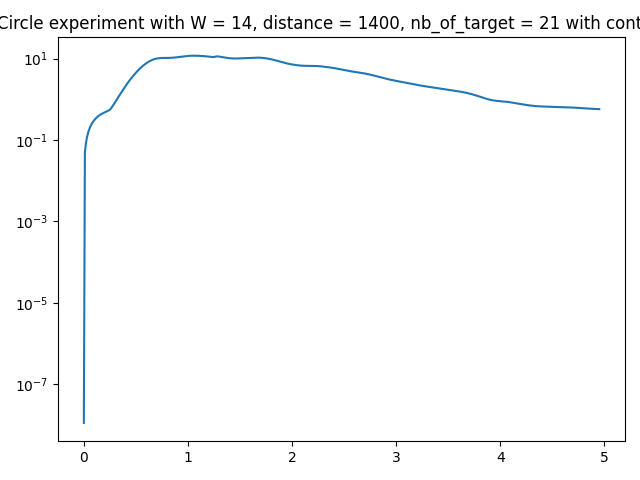 Circle experiment with W = 14, distance = 1400, nb_of_target = 21 with cont
10¹
10⁻¹
10⁻³
10⁻⁵
10⁻⁷
0 1 2 3 4 5